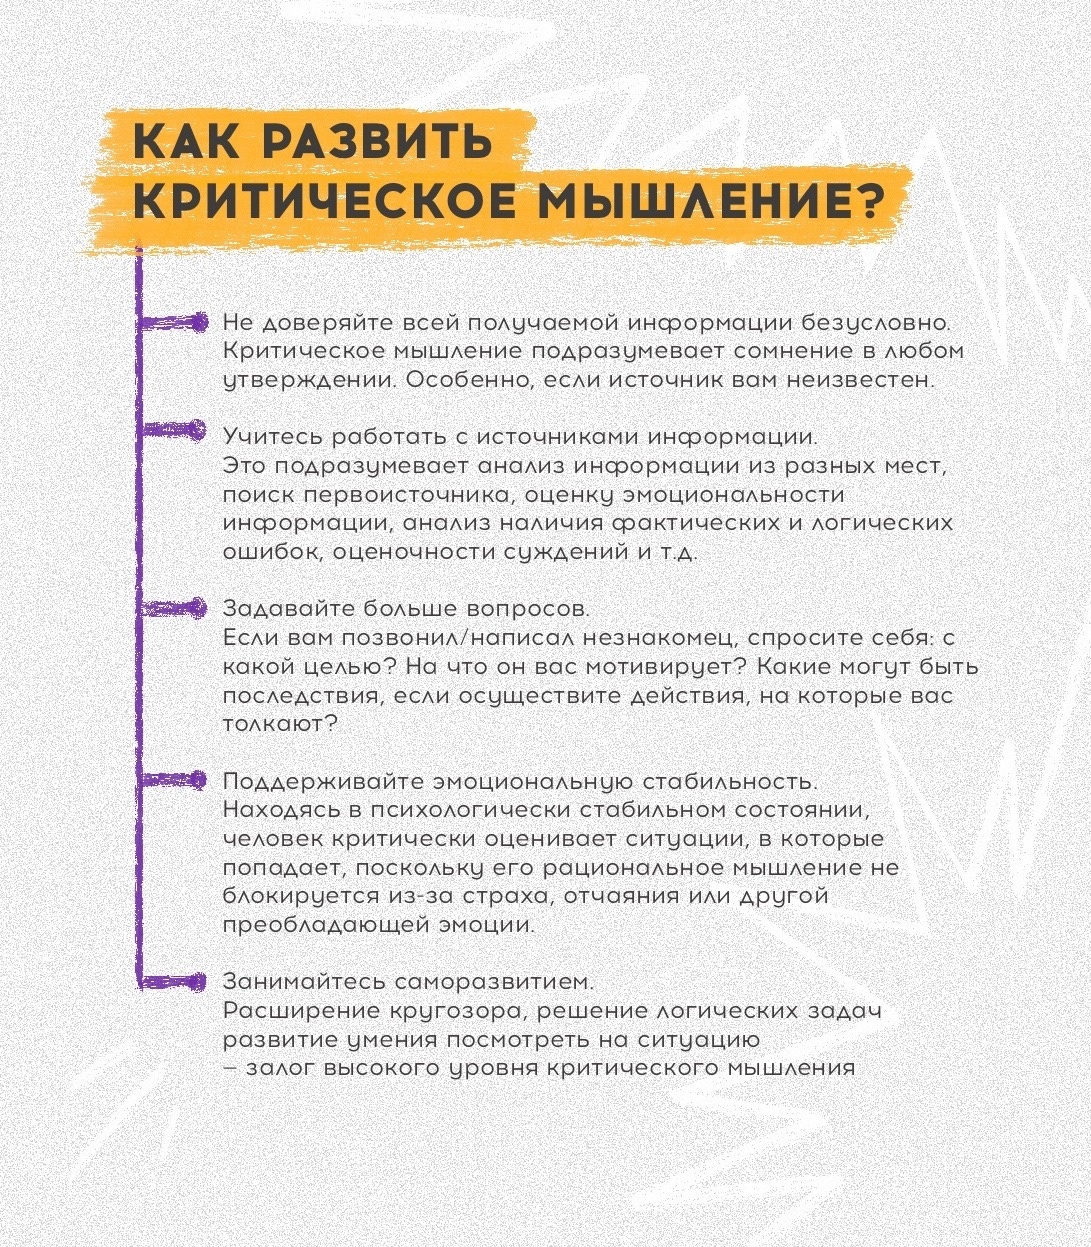 КАК РАЗВИТЬ
КРИТИЧЕСКОЕ МЫШЛЕНИЕ?
Не доверяйте всей получаемой информации безусловно.
Критическое мышление подразумевает сомнение в любом
утверждении. Особенно, если источник вам неизвестен.
Учитесь работать с источниками информации.
Это подразумевает анализ информации из разных мест,
поиск первоисточника, оценку эмоциональности
информации, анализ наличия фактических и логических
ошибок, оценочности суждений и т.д.
Задавайте больше вопросов.
Если вам позвонил/написал незнакомец, спросите себя: с
какой целью? На что он вас мотивирует? Какие могут быть
последствия, если осуществите действия, на которые вас
толкают?
Поддерживайте эмоциональную стабильность.
Находясь в психологически стабильном состоянии,
человек критически оценивает ситуации, в которые
попадает, поскольку его рациональное мышление не
блокируется из-за страха, отчаяния или другой
преобладающей эмоции.
Занимайтесь саморазвитием.
Расширение кругозора, решение логических задач
развитие умения посмотреть на ситуацию
– залог высокого уровня критического мышления